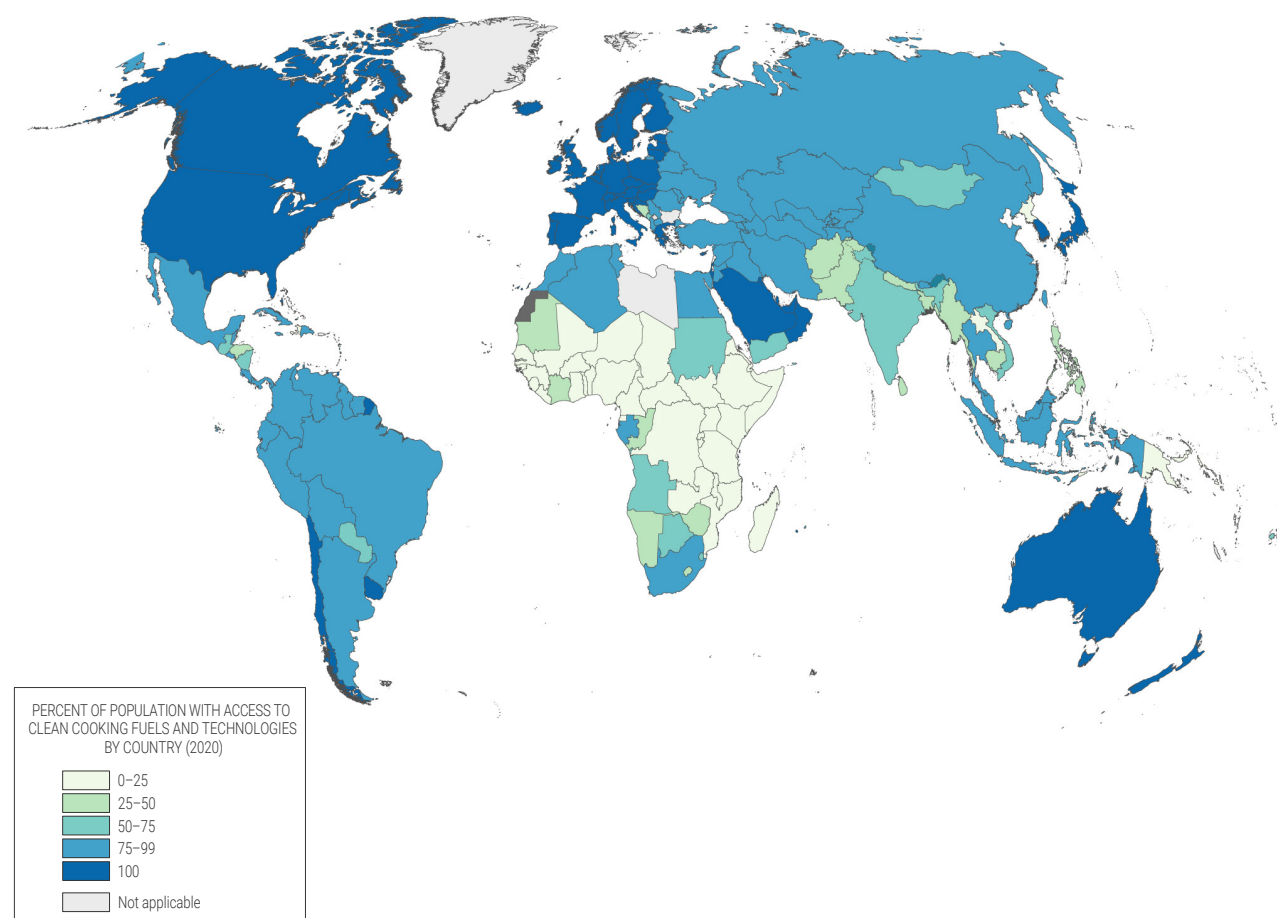 PERCENT OF POPULATION WITH ACCESS TO
CLEAN COOKING FUELS AND TECHNOLOGIES
BY COUNTRY (2020)
0–25
25–50
50–75
75–99
100
Not applicable